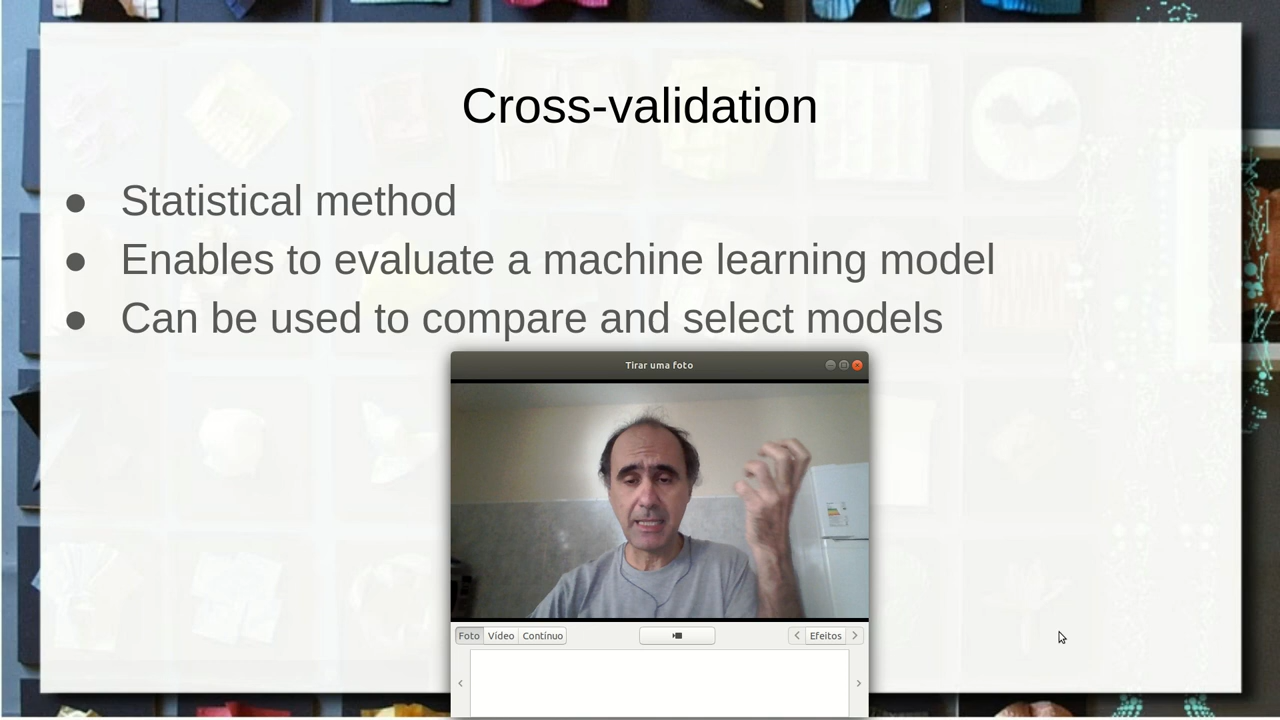 Cross-validation
● Statistical method
● Enables to evaluate a machine learning model
● Can be used to compare and select models
Tirar uma foto
Foto Vídeo Contínuo Efeitos